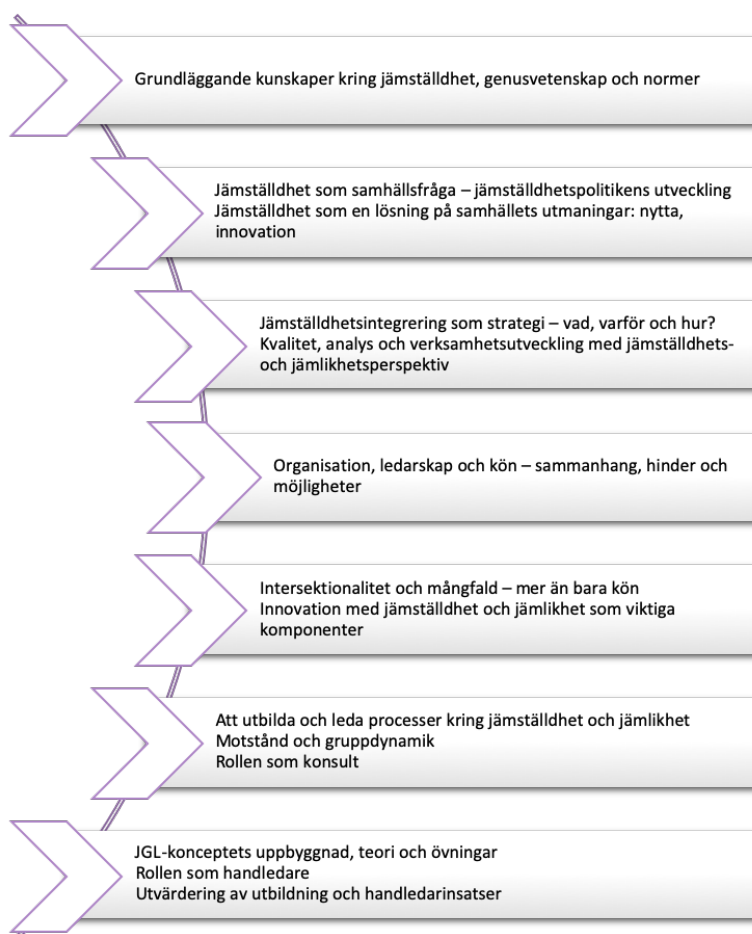 Grundläggande kunskaper kring jämställdhet, genusvetenskap och normer
Jämställdhet som samhällsfråga – jämställdhetspolitikens utveckling
Jämställdhet som en lösning på samhällets utmaningar: nytta,
innovation
Jämställdhetsintegrering som strategi – vad, varför och hur?
Kvalitet, analys och verksamhetsutveckling med jämställdhets-
och jämlikhetsperspektiv
Organisation, ledarskap och kön – sammanhang, hinder och
möjligheter
Intersektionalitet och mångfald – mer än bara kön
Innovation med jämställdhet och jämlikhet som viktiga
komponenter
Att utbilda och leda processer kring jämställdhet och jämlikhet
Motstånd och gruppdynamik
Rollen som konsult
JGL-konceptets uppbyggnad, teori och övningar
Rollen som handledare
Utvärdering av utbildning och handledarinsatser